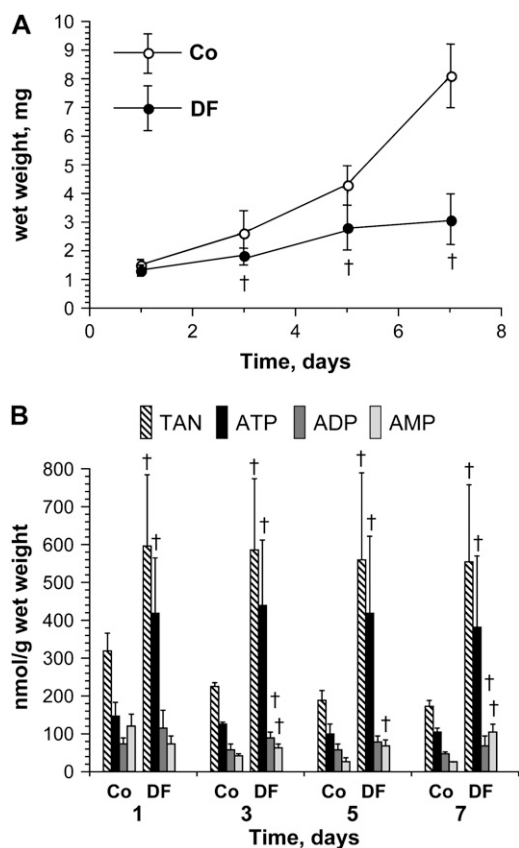 A
10
9
8
7
6
5
4
3
2
1
0
wet weight, mg
Co
DF
†
†
†
0 2 4 6 8
Time, days
B
TAN ATP ADP AMP
nmol/g wet weight
800
700
600
500
400
300
200
100
0
† † † † † † † † † † † † †
Co DF Co DF Co DF Co DF
1 3 5 7
Time, days